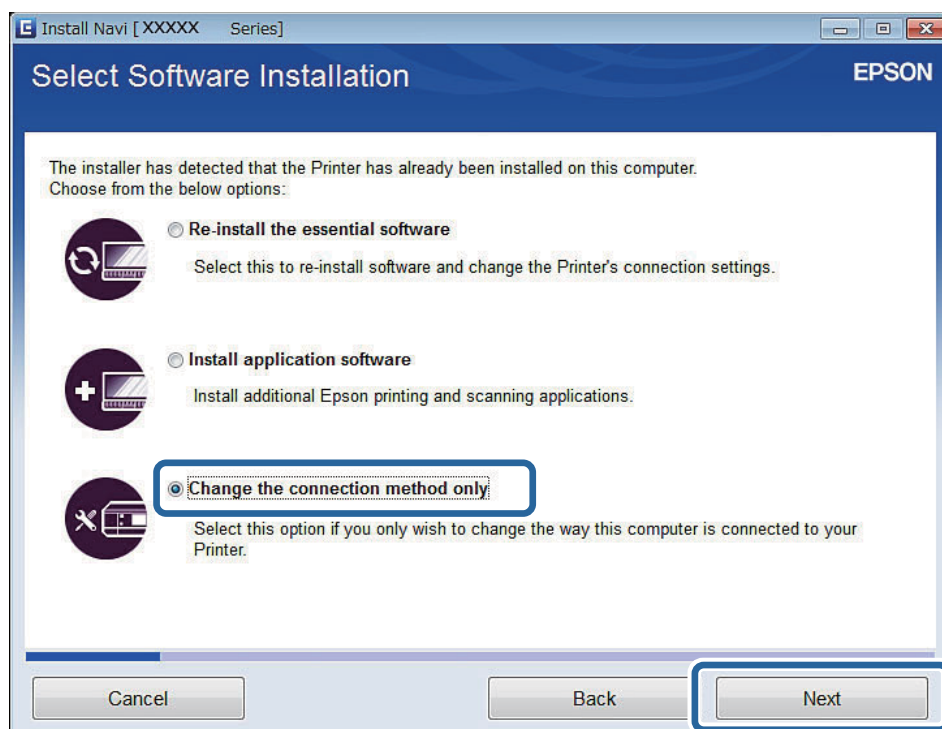 Install Navi [ XXXXX Series]
Select Software Installation
EPSON
The installer has detected that the Printer has already been installed on this computer.
Choose from the below options:
Re-install the essential software
Select this to re-install software and change the Printer's connection settings.
Install application software
Install additional Epson printing and scanning applications.
Change the connection method only
Select this option if you only wish to change the way this computer is connected to your
Printer.
Cancel
Back
Next